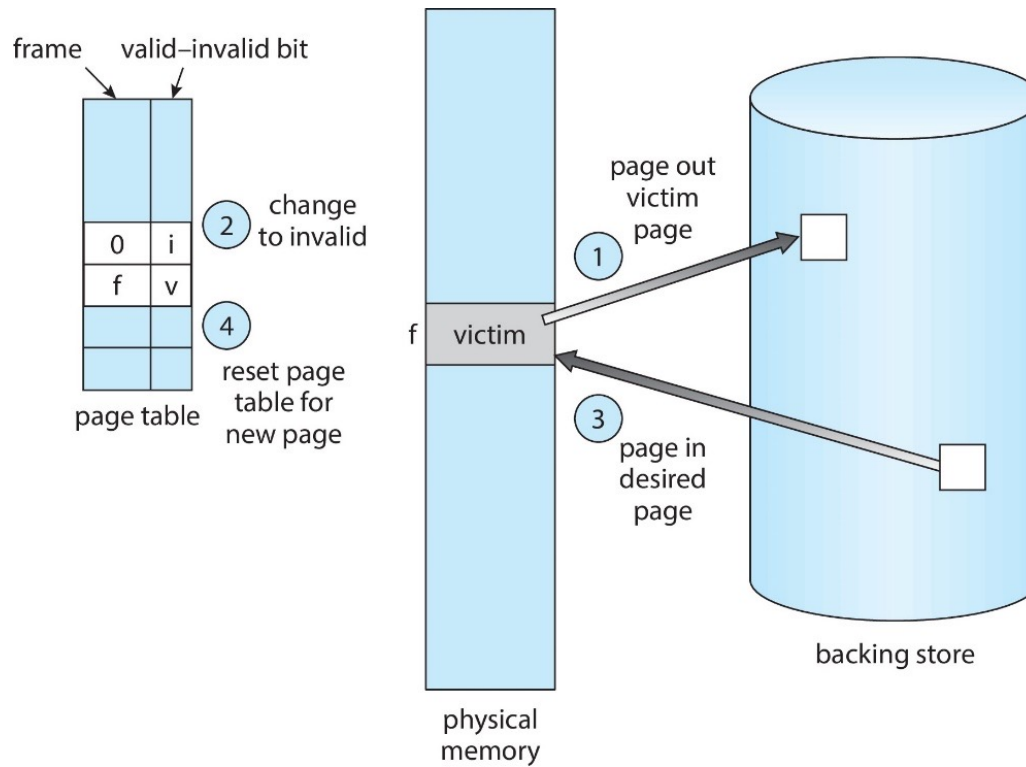 frame
valid–invalid bit
0
i
f
v
2
change
to invalid
4
reset page
table for
new page
page table
f
victim
physical
memory
1
page out
victim
page
3
page in
desired
page
backing store